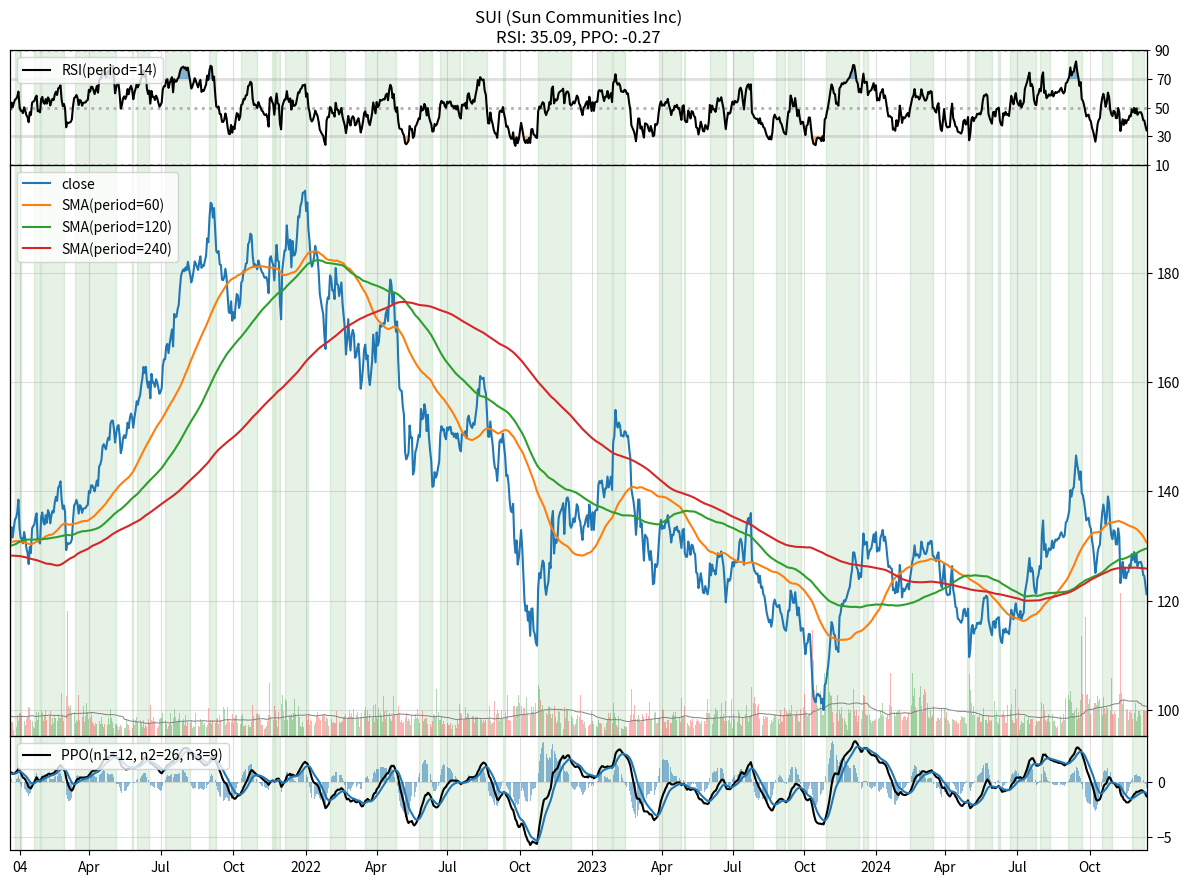 SUI (Sun Communities Inc)
RSI: 35.09, PPO: -0.27
RSI(period=14)
90
70
50
30
10
close
SMA(period=60)
SMA(period=120)
SMA(period=240)
180
160
140
120
100
PPO(n1=12, n2=26, n3=9)
0
−5
04 Apr Jul Oct 2022 Apr Jul Oct 2023 Apr Jul Oct 2024 Apr Jul Oct